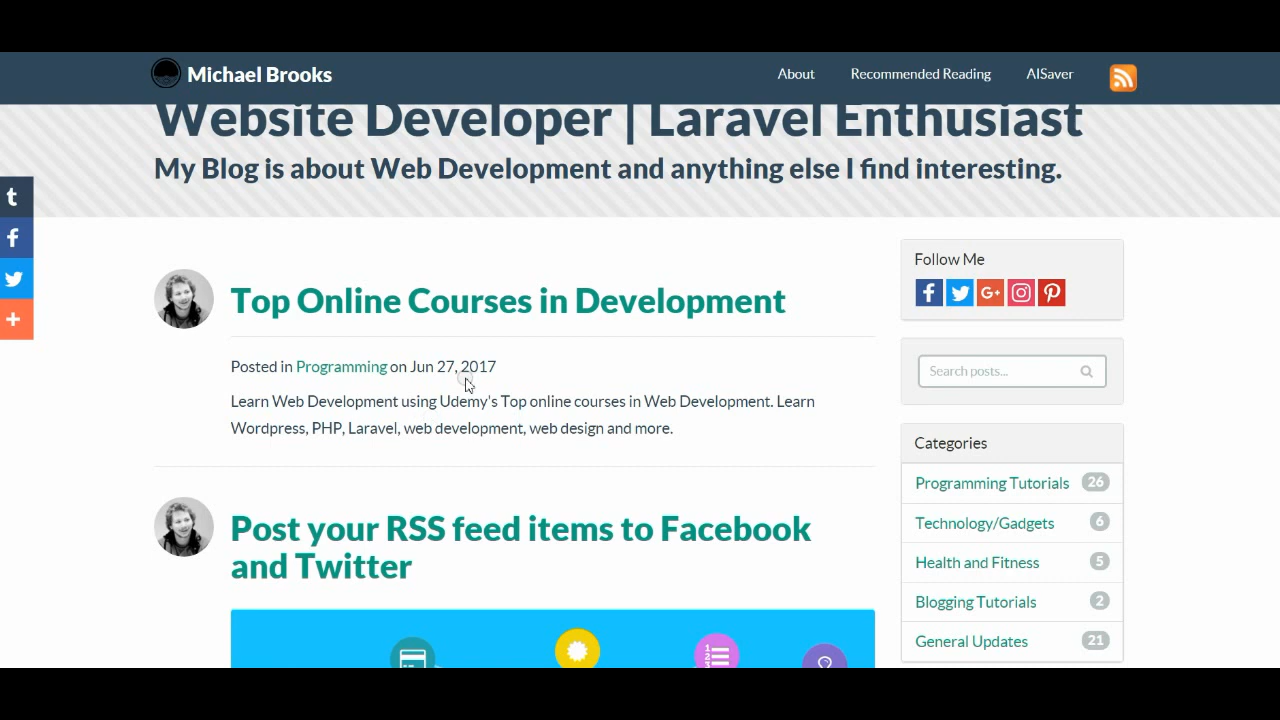 Michael Brooks
About
Recommended Reading
AISaver
Website Developer | Laravel Enthusiast
My Blog is about Web Development and anything else I find interesting.
t
f
Top Online Courses in Development
Posted in Programming on Jun 27, 2017
Learn Web Development using Udemy's Top online courses in Web Development. Learn
Wordpress, PHP, Laravel, web development, web design and more.
Post your RSS feed items to Facebook
and Twitter
Follow Me
f
G+
Search posts...
Categories
Programming Tutorials 26
Technology/Gadgets 6
Health and Fitness 5
Blogging Tutorials 2
General Updates 21